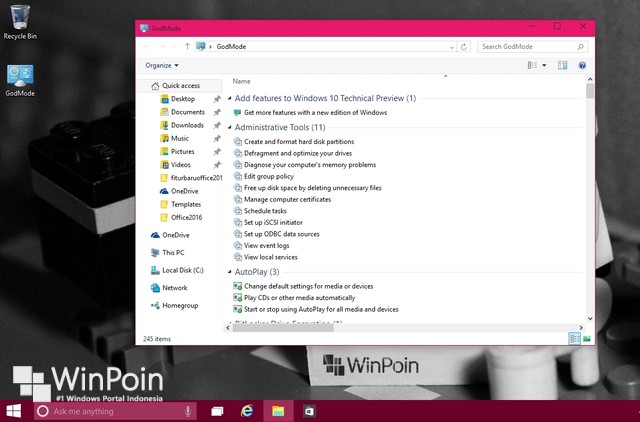 Recycle Bin
GodMode
GodMode
GodMode
Search GodMode
Organize
Quick access
Desktop
Documents
Downloads
Music
Pictures
Videos
fiturbaruoffice201
OneDrive
Templates
Office2016
OneDrive
This PC
Local Disk (C:)
Network
Homegroup
Name
Add features to Windows 10 Technical Preview (1)
Get more features with a new edition of Windows
Administrative Tools (11)
Create and format hard disk partitions
Defragment and optimize your drives
Diagnose your computer's memory problems
Edit group policy
Free up disk space by deleting unnecessary files
Manage computer certificates
Schedule tasks
Set up iSCSI initiator
Set up ODBC data sources
View event logs
View local services
AutoPlay (3)
Change default settings for media or devices
Play CDs or other media automatically
Start or stop using AutoPlay for all media and devices
BitLocker Drive Encryption (1)
245 items
WinPoin
WinPoin
#1 Windows Portal Indonesia
Ask me anything